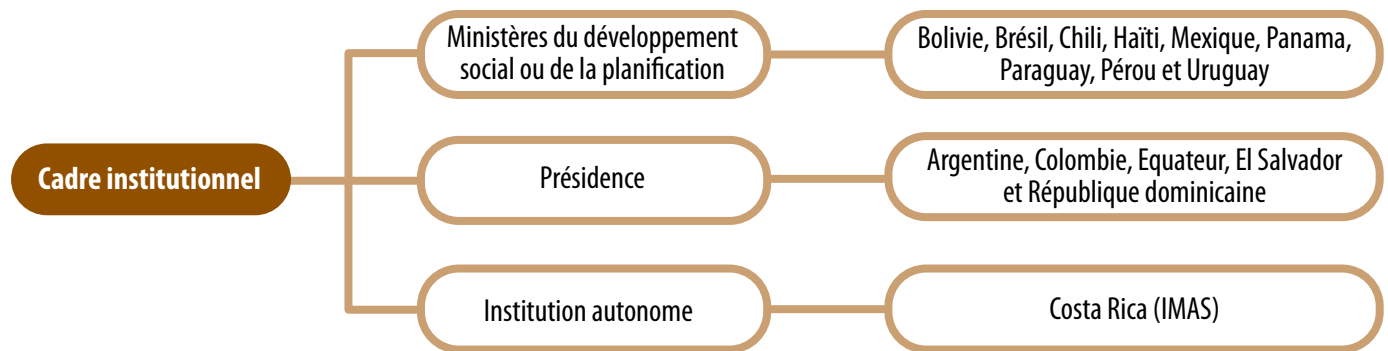 Cadre institutionnel
Ministères du développement
social ou de la planification
Bolivie, Brésil, Chili, Haïti, Mexique, Panama,
Paraguay, Pérou et Uruguay
Présidence
Argentine, Colombie, Equateur, El Salvador
et République dominicaine
Institution autonome
Costa Rica (IMAS)